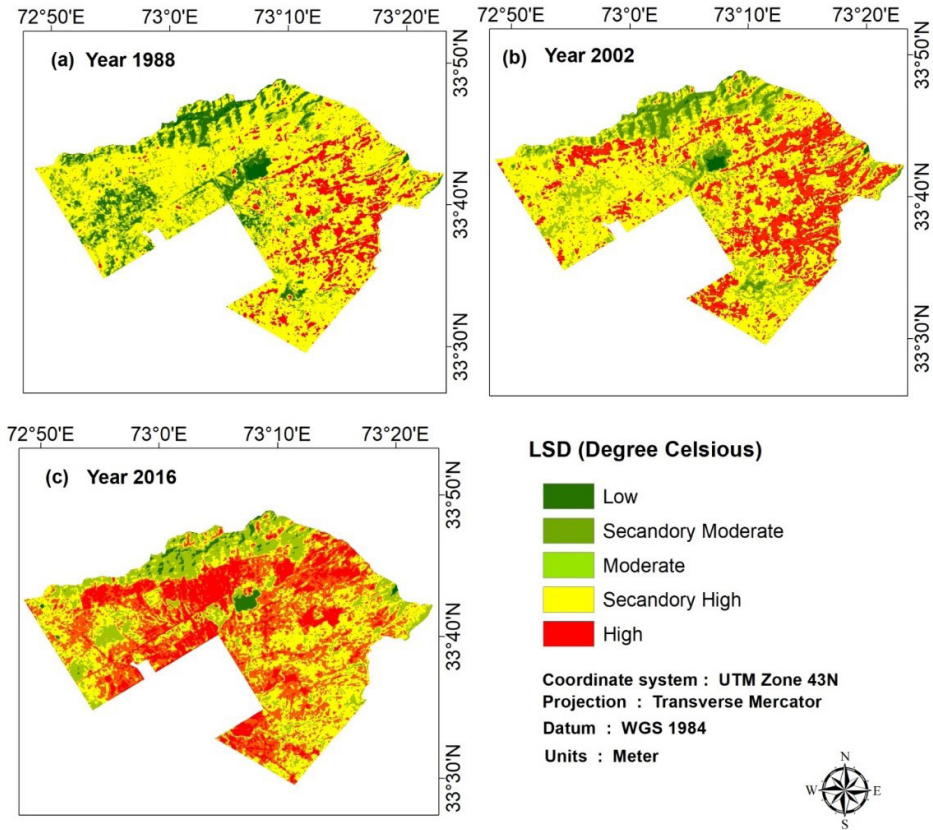 72°50'E 73°0'E 73°10'E 73°20'E
(a) Year 1988
33°50'N
33°40'N
33°30'N
72°50'E 73°0'E 73°10'E 73°20'E
(b) Year 2002
33°50'N
33°40'N
33°30'N
72°50'E 73°0'E 73°10'E 73°20'E
(c) Year 2016
33°50'N
33°40'N
33°30'N
LSD (Degree Celsious)
Low
Secandory Moderate
Moderate
Secandory High
High
Coordinate system : UTM Zone 43N
Projection : Transverse Mercator
Datum : WGS 1984
Units : Meter
N
W E
S